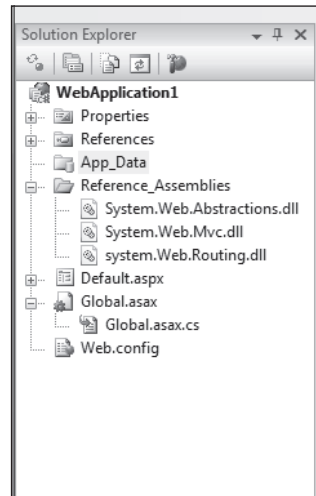 Solution Explorer
WebApplication1
Properties
References
App_Data
Reference_Assemblies
System.Web.Abstractions.dll
System.Web.Mvc.dll
system.Web.Routing.dll
Default.aspx
Global.asax
Global.asax.cs
Web.config